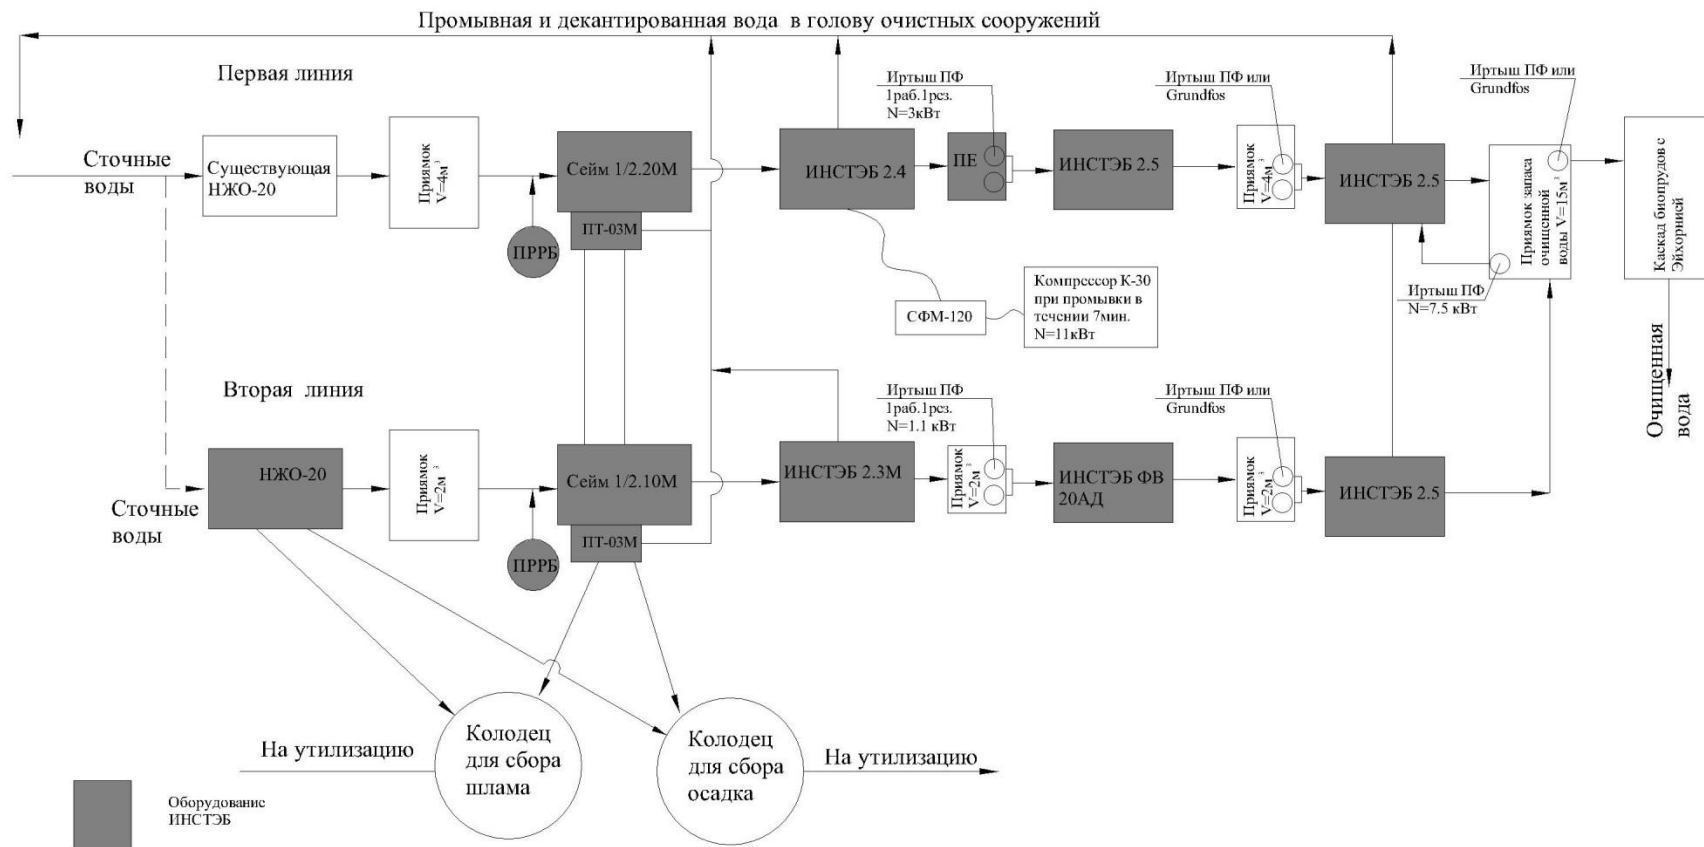 Промывная и декантированная вода в голову очистных сооружений
Первая линия
Сточные
воды
Существующая
НЖО-20
Приямок
V=4м³
ПРРБ
Сейм 1/2.20М
ПТ-03М
ИНСТЭБ 2.4
Иртыш ПФ
1раб.1рез.
N=3кВт
ПЕ
ИНСТЭБ 2.5
Иртыш ПФ или
Grundfos
Приямок
V=4м³
ИНСТЭБ 2.5
Иртыш ПФ или
Grundfos
Приямок запаса
очищенной
воды V=15м³
Иртыш ПФ
N=7.5 кВт
Каскад биопрудов с
Эйхорнией
Очищенная
вода
СФМ-120
Компрессор К-30
при промывки в
течении 7мин.
N=11кВт
Вторая линия
Сточные
воды
НЖО-20
Приямок
V=2м³
ПРРБ
Сейм 1/2.10М
ПТ-03М
ИНСТЭБ 2.3М
Иртыш ПФ
1раб.1рез.
N=1.1 кВт
Приямок
V=2м³
ИНСТЭБ ФВ
20АД
Иртыш ПФ или
Grundfos
Приямок
V=2м³
ИНСТЭБ 2.5
На утилизацию
Колодец
для сбора
шлама
Колодец
для сбора
осадка
На утилизацию
Оборудование
ИНСТЭБ